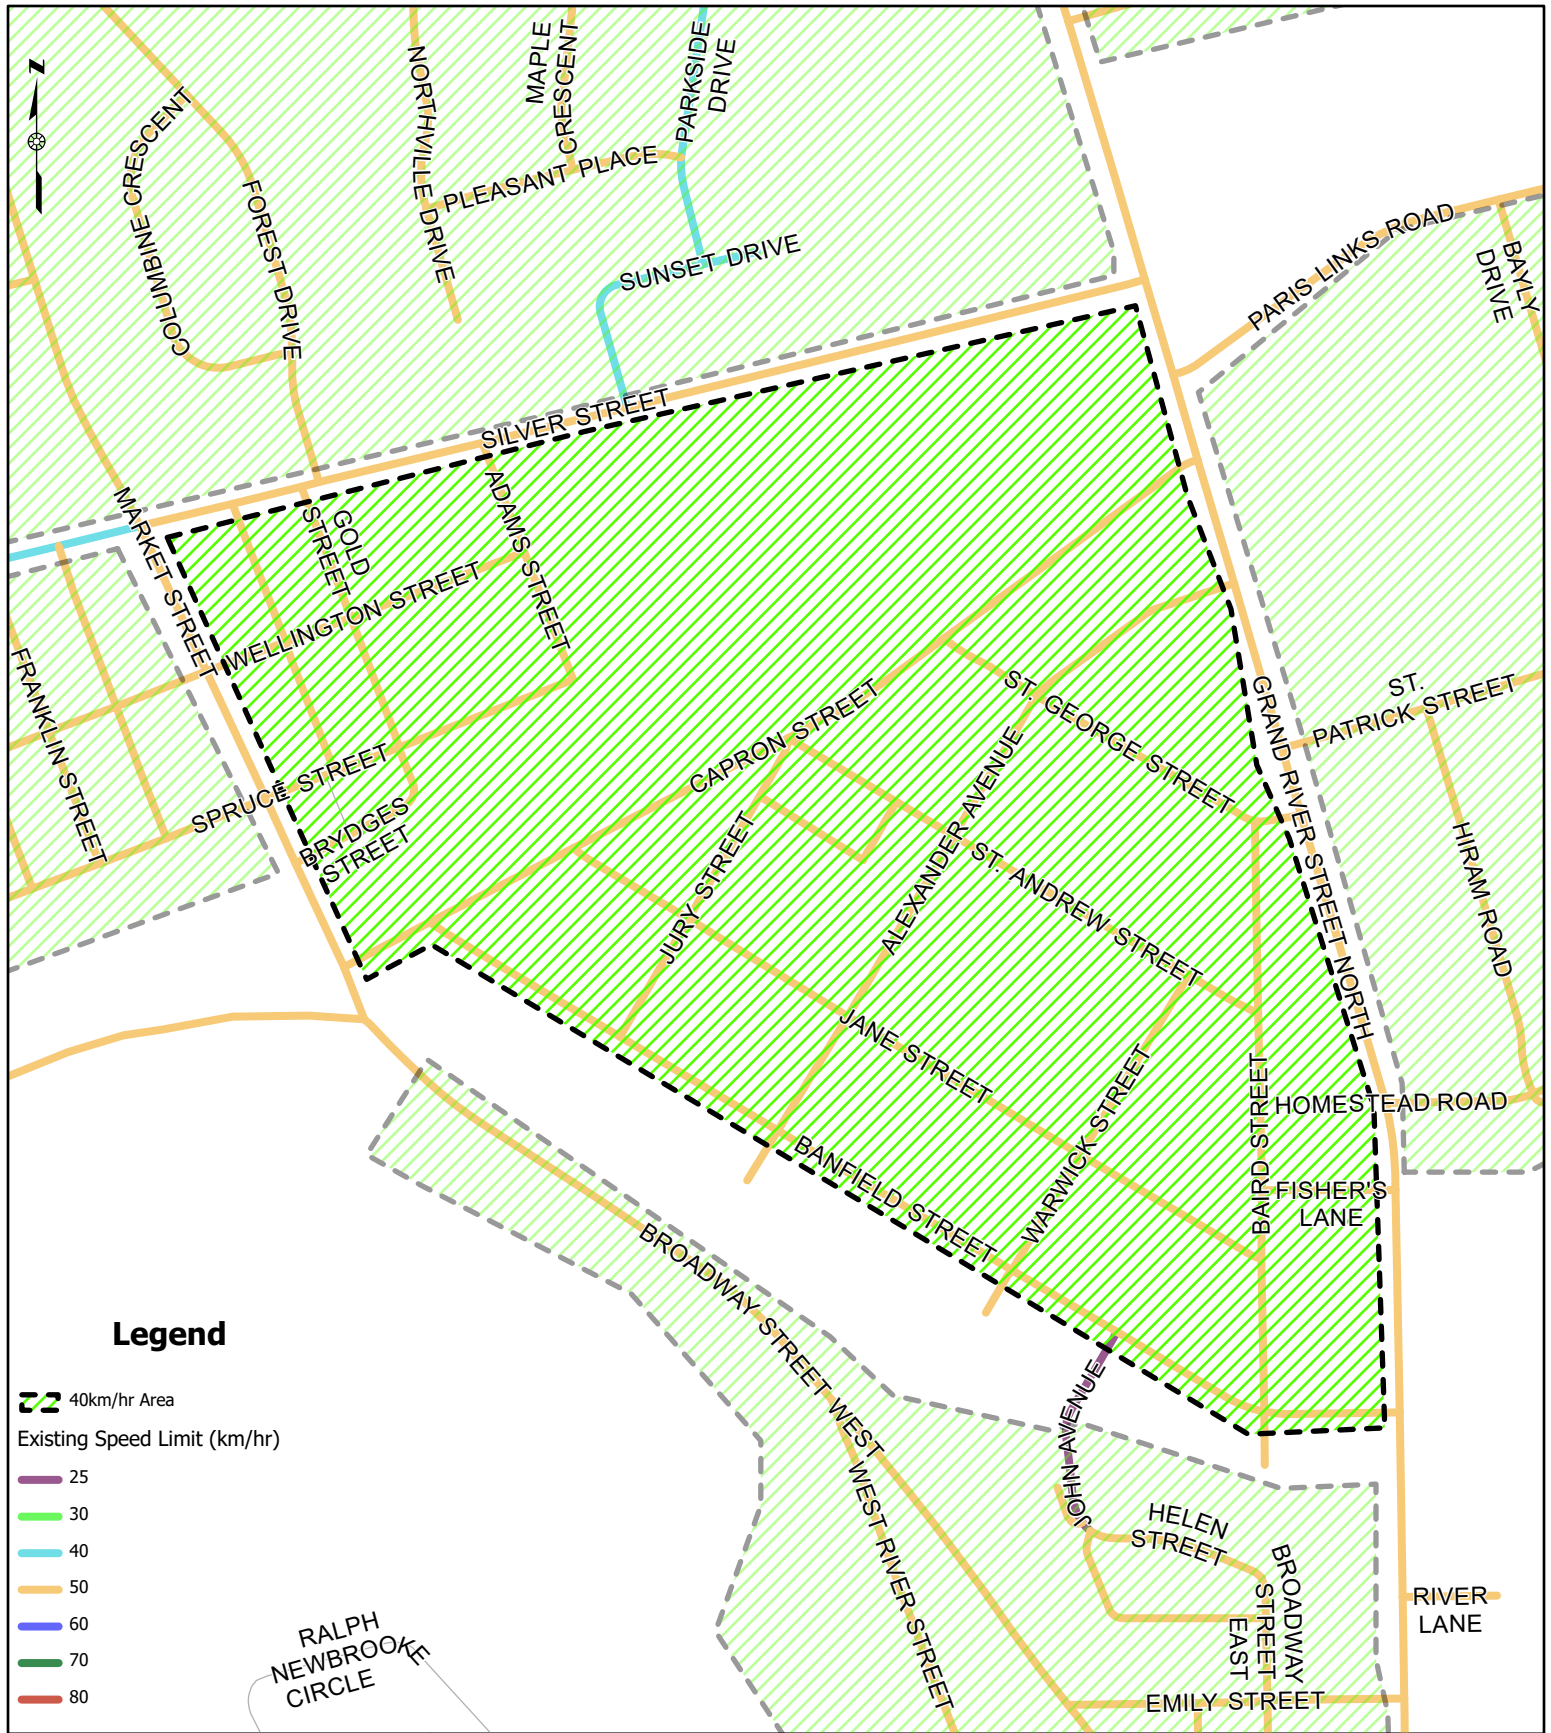 N
MAPLE
CRESCENT
PARKSIDE
DRIVE
NORTHVILLE DRIVE
COLUMBINE CRESCENT
FOREST DRIVE
PLEASANT PLACE
SUNSET DRIVE
PARIS LINKS ROAD
BAYLY
DRIVE
SILVER STREET
MARKET STREET
GOLD
STREET
ADAMS STREET
WELLINGTON STREET
FRANKLIN STREET
SPRUCE STREET
BRYDGES
STREET
CAPRON STREET
ST. GEORGE STREET
ALEXANDER AVENUE
JURY STREET
ST. ANDREW STREET
GRAND RIVER STREET NORTH
ST.
PATRICK STREET
HIRAM ROAD
JANE STREET
WARWICK STREET
BAIRD STREET
HOMESTEAD ROAD
FISHER'S
LANE
BANFIELD STREET
BROADWAY STREET WEST
JOHN AVENUE
WEST RIVER STREET
HELEN
STREET
BROADWAY
STREET
EAST
RIVER
LANE
EMILY STREET
RALPH
NEWBROOKE
CIRCLE
Legend
40km/hr Area
Existing Speed Limit (km/hr)
25
30
40
50
60
70
80